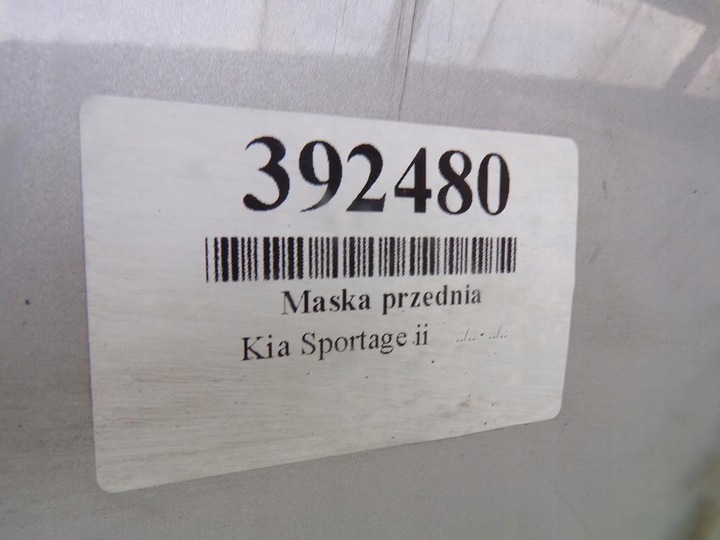 392480
Maska przednia
Kia Sportage ii ../.. - ../..